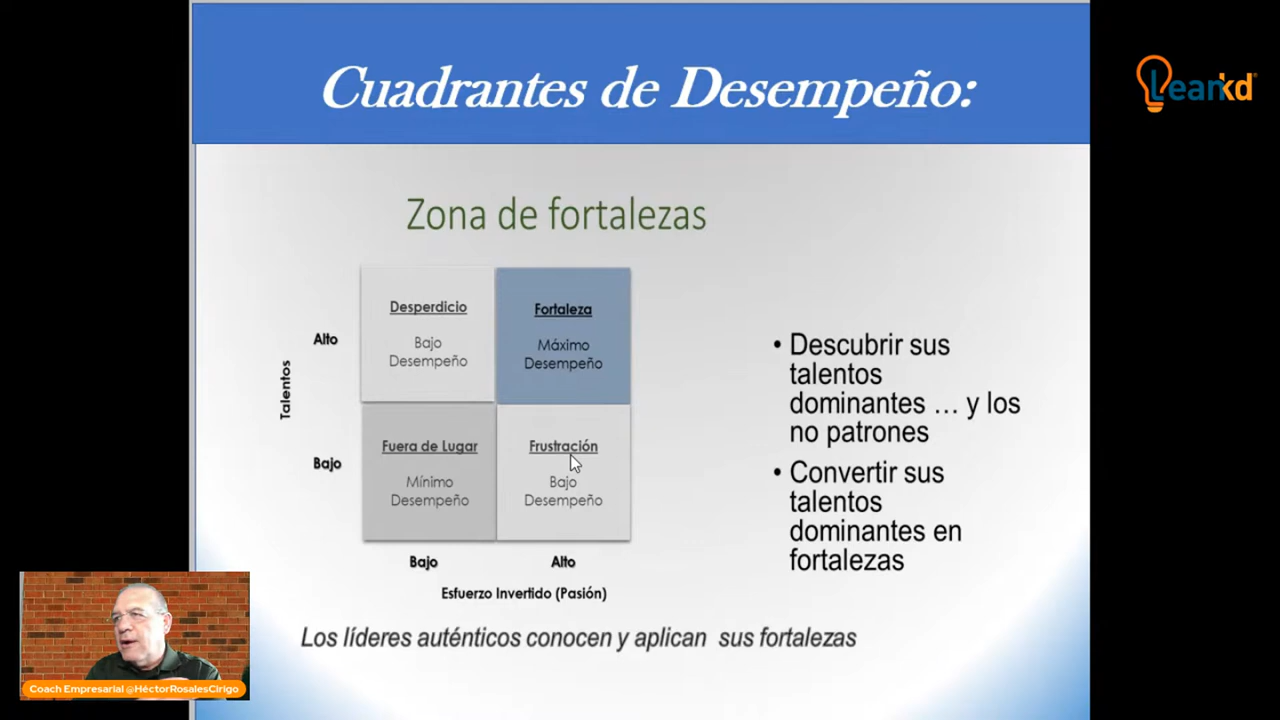 Cuadrantes de Desempeño:
Leankd
Zona de fortalezas
Desperdicio
Bajo
Desempeño
Fortaleza
Máximo
Desempeño
Alto
Talentos
Bajo
Fuera de Lugar
Mínimo
Desempeño
Frustración
Bajo
Desempeño
Bajo
Alto
Esfuerzo Invertido (Pasión)
• Descubrir sus
talentos
dominantes ... y los
no patrones
• Convertir sus
talentos
dominantes en
fortalezas
Los líderes auténticos conocen y aplican sus fortalezas
Coach Empresarial @HéctorRosalesCirigo